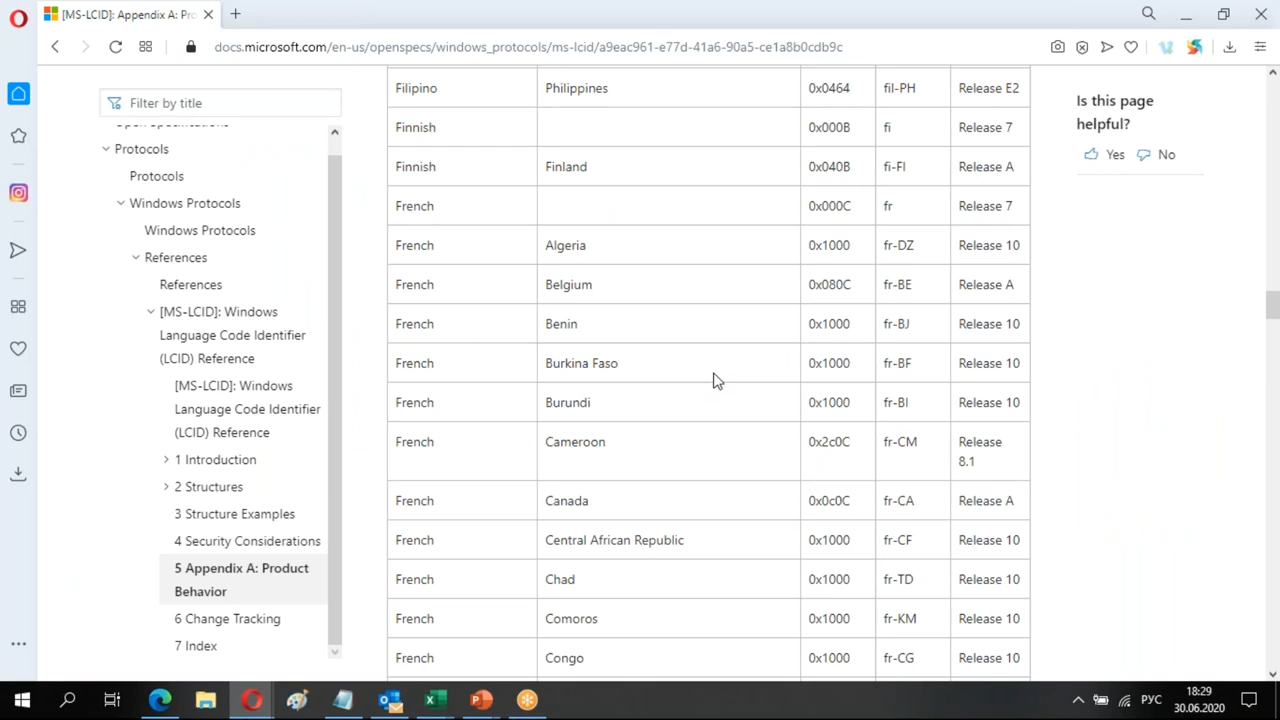 [MS-LCID]: Appendix A: Pro
docs.microsoft.com/en-us/openspecs/windows_protocols/ms-lcid/a9eac961-e77d-41a6-90a5-ce1a8b0cdb9c
Filter by title
Protocols
Protocols
Windows Protocols
Windows Protocols
References
References
[MS-LCID]: Windows
Language Code Identifier
(LCID) Reference
[MS-LCID]: Windows
Language Code Identifier
(LCID) Reference
1 Introduction
2 Structures
3 Structure Examples
4 Security Considerations
5 Appendix A: Product
Behavior
6 Change Tracking
7 Index
Filipino Philippines 0x0464 fil-PH Release E2
Finnish 0x000B fi Release 7
Finnish Finland 0x040B fi-FI Release A
French 0x000C fr Release 7
French Algeria 0x1000 fr-DZ Release 10
French Belgium 0x080C fr-BE Release A
French Benin 0x1000 fr-BJ Release 10
French Burkina Faso 0x1000 fr-BF Release 10
French Burundi 0x1000 fr-BI Release 10
French Cameroon 0x2c0C fr-CM Release
8.1
French Canada 0x0c0C fr-CA Release A
French Central African Republic 0x1000 fr-CF Release 10
French Chad 0x1000 fr-TD Release 10
French Comoros 0x1000 fr-KM Release 10
French Congo 0x1000 fr-CG Release 10
Is this page
helpful?
Yes No
РУС
18:29
30.06.2020